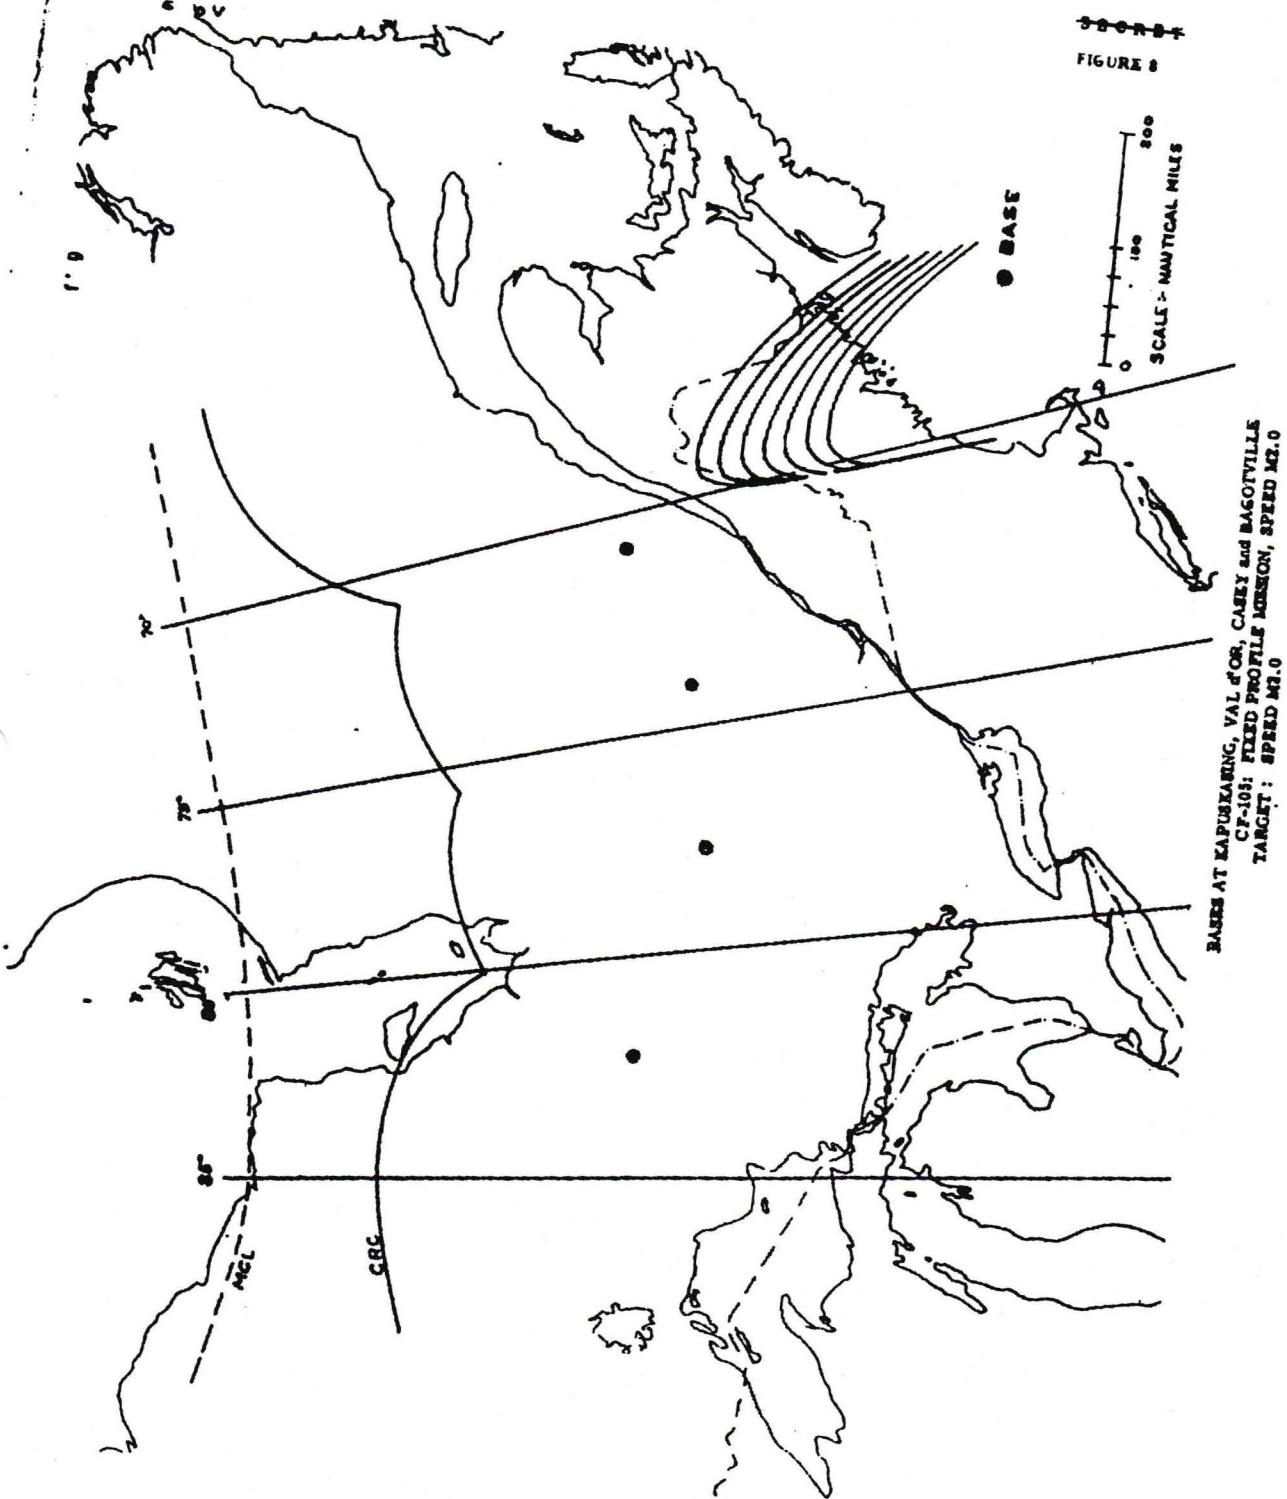 SECRET
FIGURE 8
BASE
0
100
200
SCALE:- NAUTICAL MILES
70°
75°
80°
85°
MCL
CRC
BASES AT KAPUSKASING, VAL d'OR, CASEY and BAGOTVILLE
CF-105: FIXED PROFILE MISSION, SPEED M2.0
TARGET: SPEED M2.0